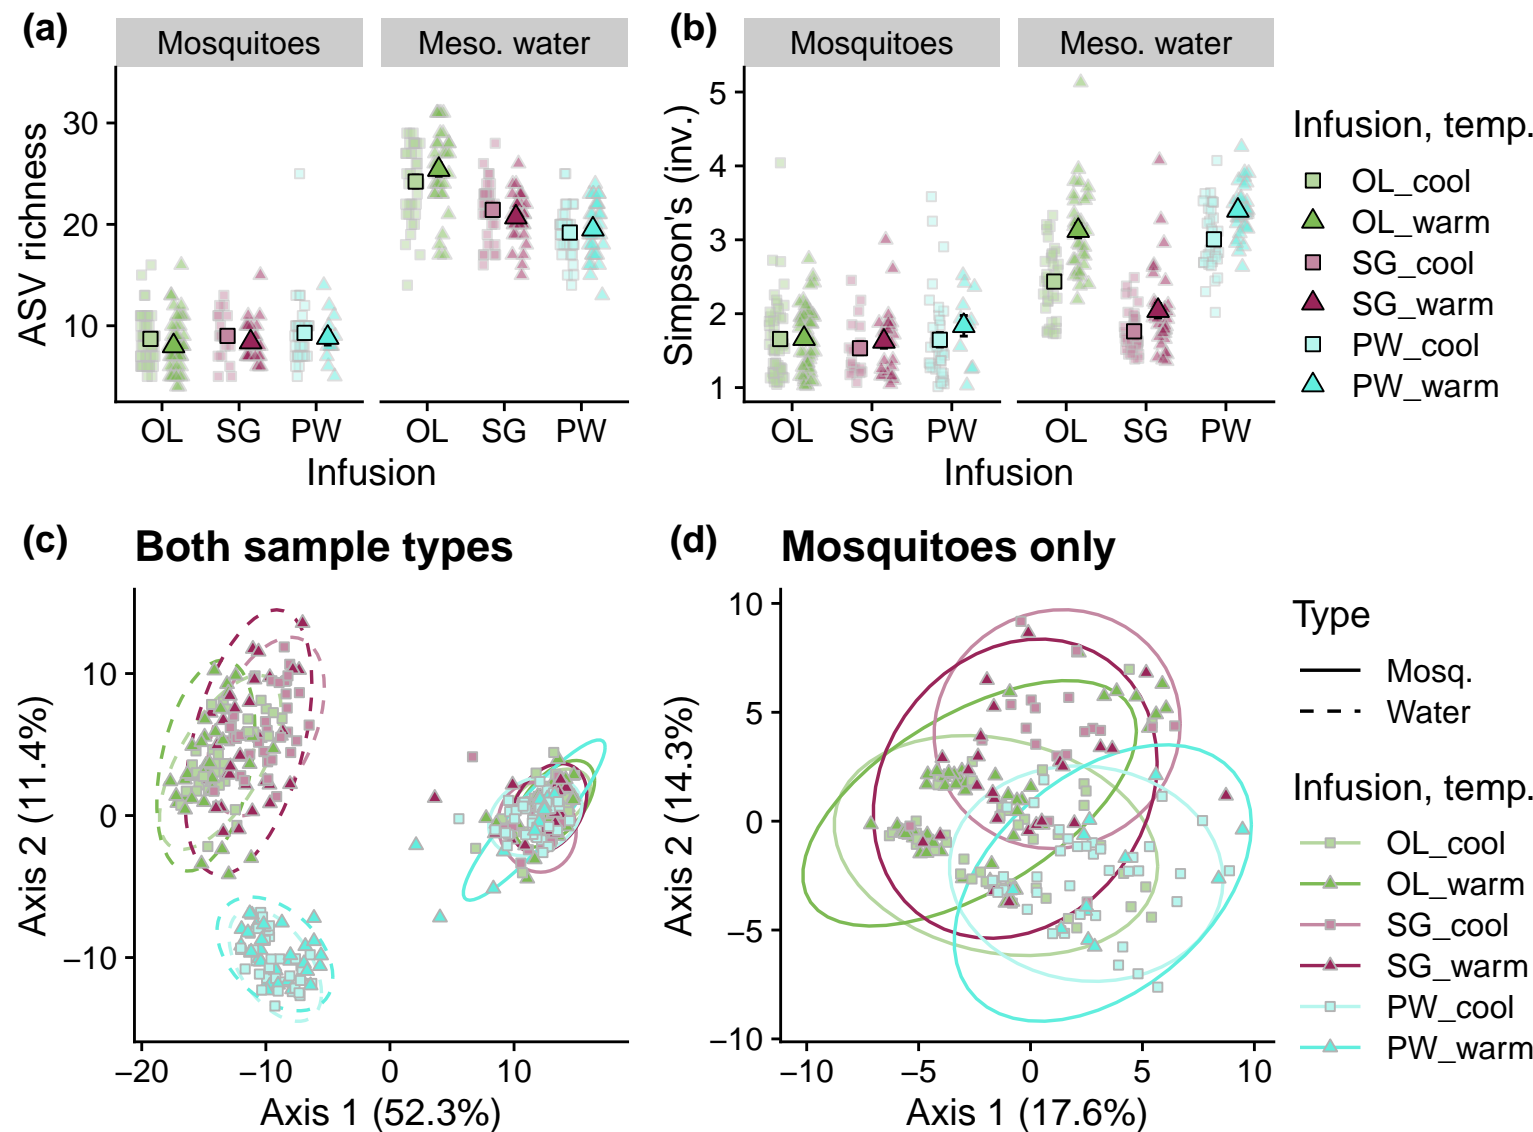 (a)
Mosquitoes
Meso. water
ASV richness
30
20
10
OL
SG
PW
OL
SG
PW
Infusion
(b)
Mosquitoes
Meso. water
Simpson's (inv.)
5
4
3
2
1
OL
SG
PW
OL
SG
PW
Infusion
Infusion, temp.
OL_cool
OL_warm
SG_cool
SG_warm
PW_cool
PW_warm
(c)
Both sample types
Axis 2 (11.4%)
10
0
−10
−20
−10
0
10
Axis 1 (52.3%)
(d)
Mosquitoes only
Axis 2 (14.3%)
10
5
0
−5
−10
−10
−5
0
5
10
Axis 1 (17.6%)
Type
Mosq.
Water
Infusion, temp.
OL_cool
OL_warm
SG_cool
SG_warm
PW_cool
PW_warm